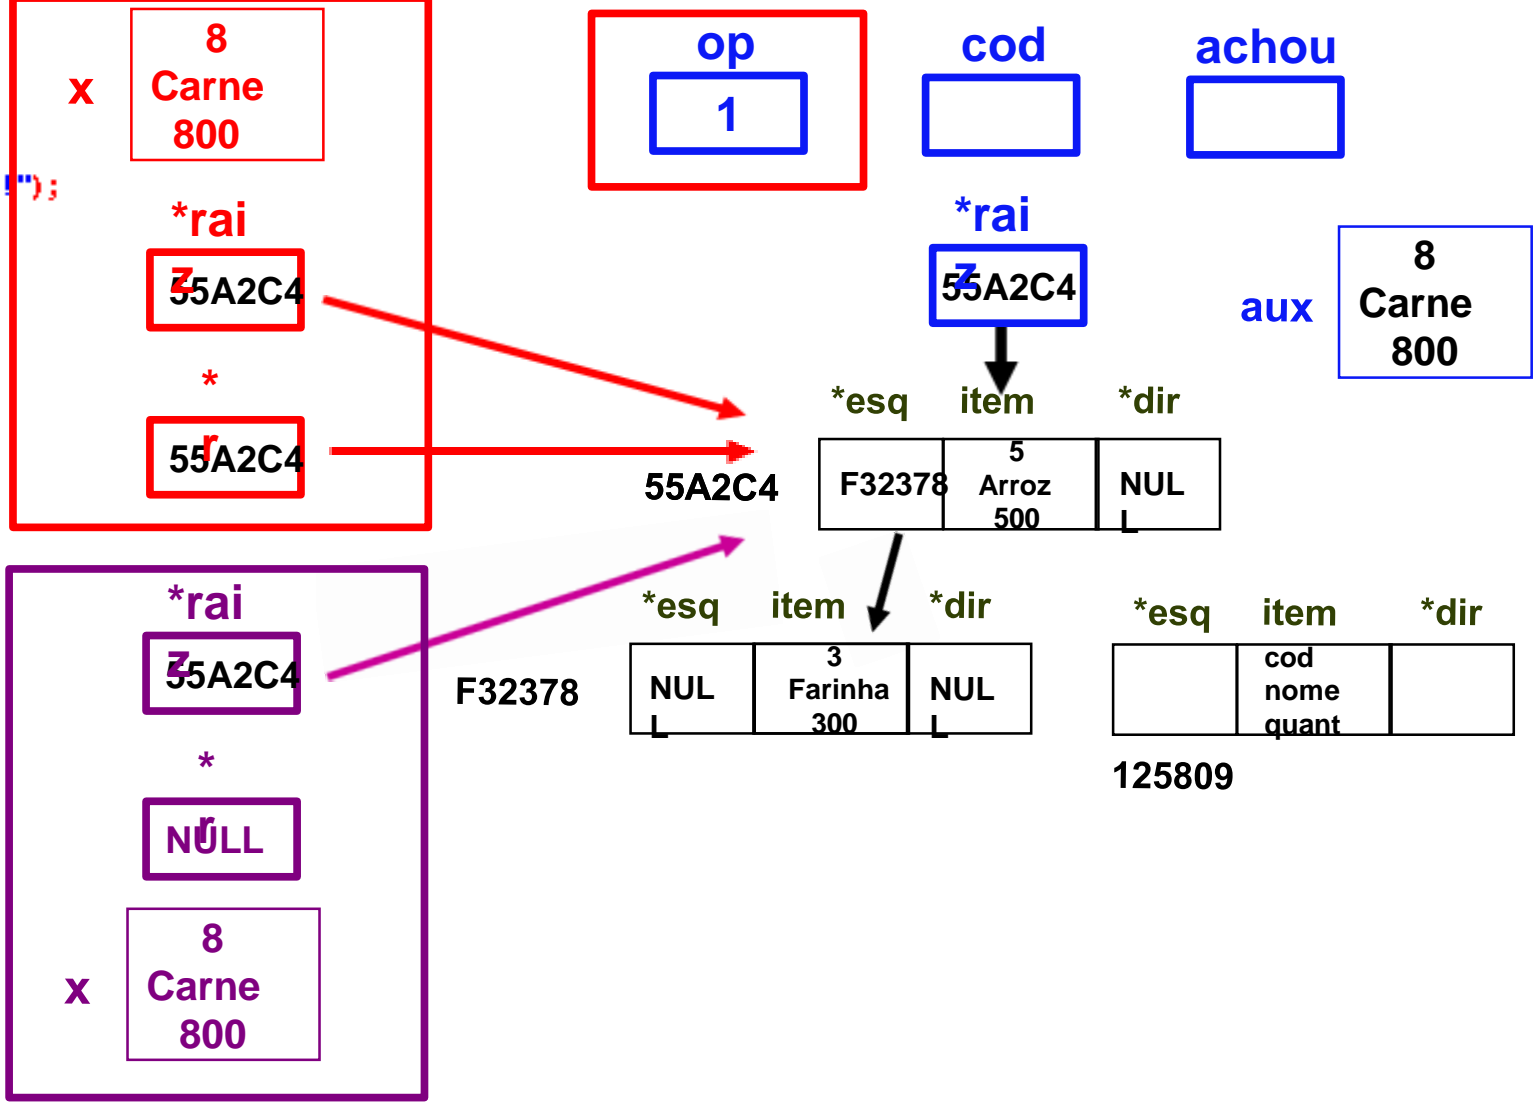 8
x
Carne
800
!");
*rai
z
55A2C4
*
r
55A2C4
op
1
cod
achou
*rai
z
55A2C4
aux
8
Carne
800
*esq item *dir
55A2C4
F32378
5
Arroz
500
NUL
L
*esq item *dir
F32378
NUL
L
3
Farinha
300
NUL
L
*esq item *dir
cod
nome
quant
125809
*rai
z
55A2C4
*
r
NULL
x
8
Carne
800